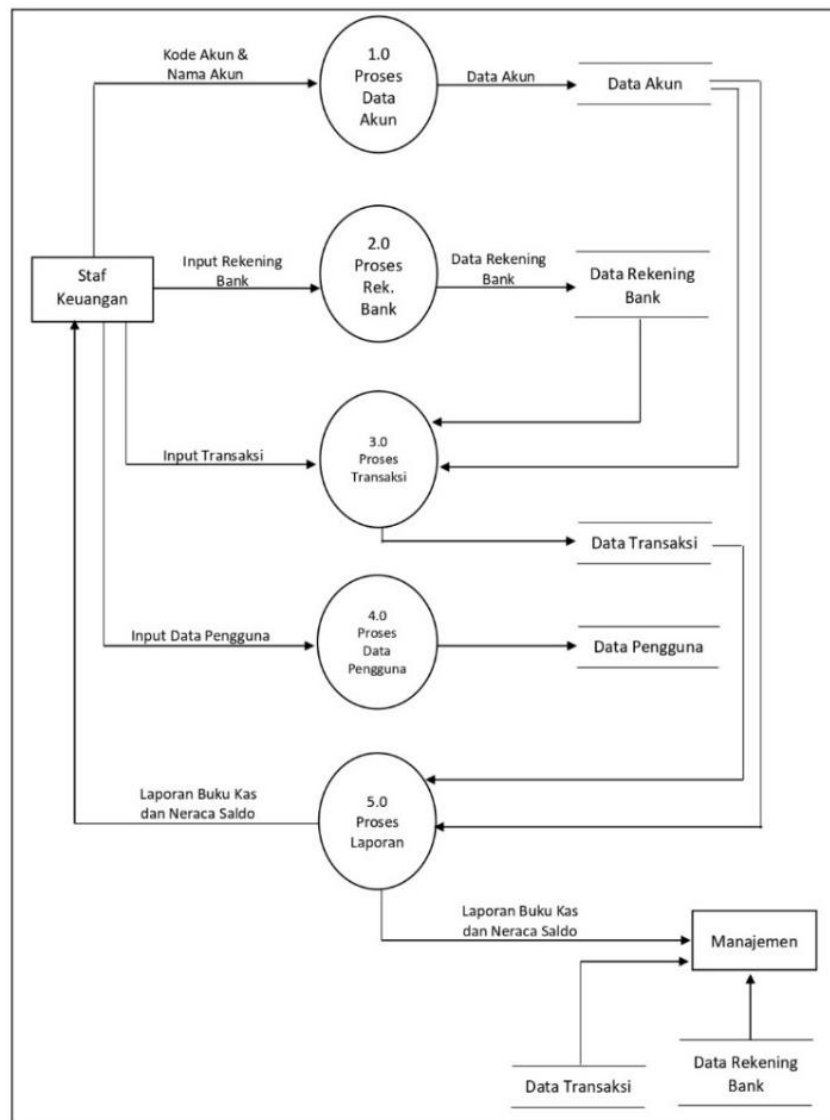 Kode Akun &
Nama Akun
1.0
Proses
Data
Akun
Data Akun
Data Akun
Staf
Keuangan
Input Rekening
Bank
2.0
Proses
Rek.
Bank
Data Rekening
Bank
Data Rekening
Bank
Input Transaksi
3.0
Proses
Transaksi
Data Transaksi
Input Data Pengguna
4.0
Proses
Data
Pengguna
Data Pengguna
Laporan Buku Kas
dan Neraca Saldo
5.0
Proses
Laporan
Laporan Buku Kas
dan Neraca Saldo
Manajemen
Data Transaksi
Data Rekening
Bank